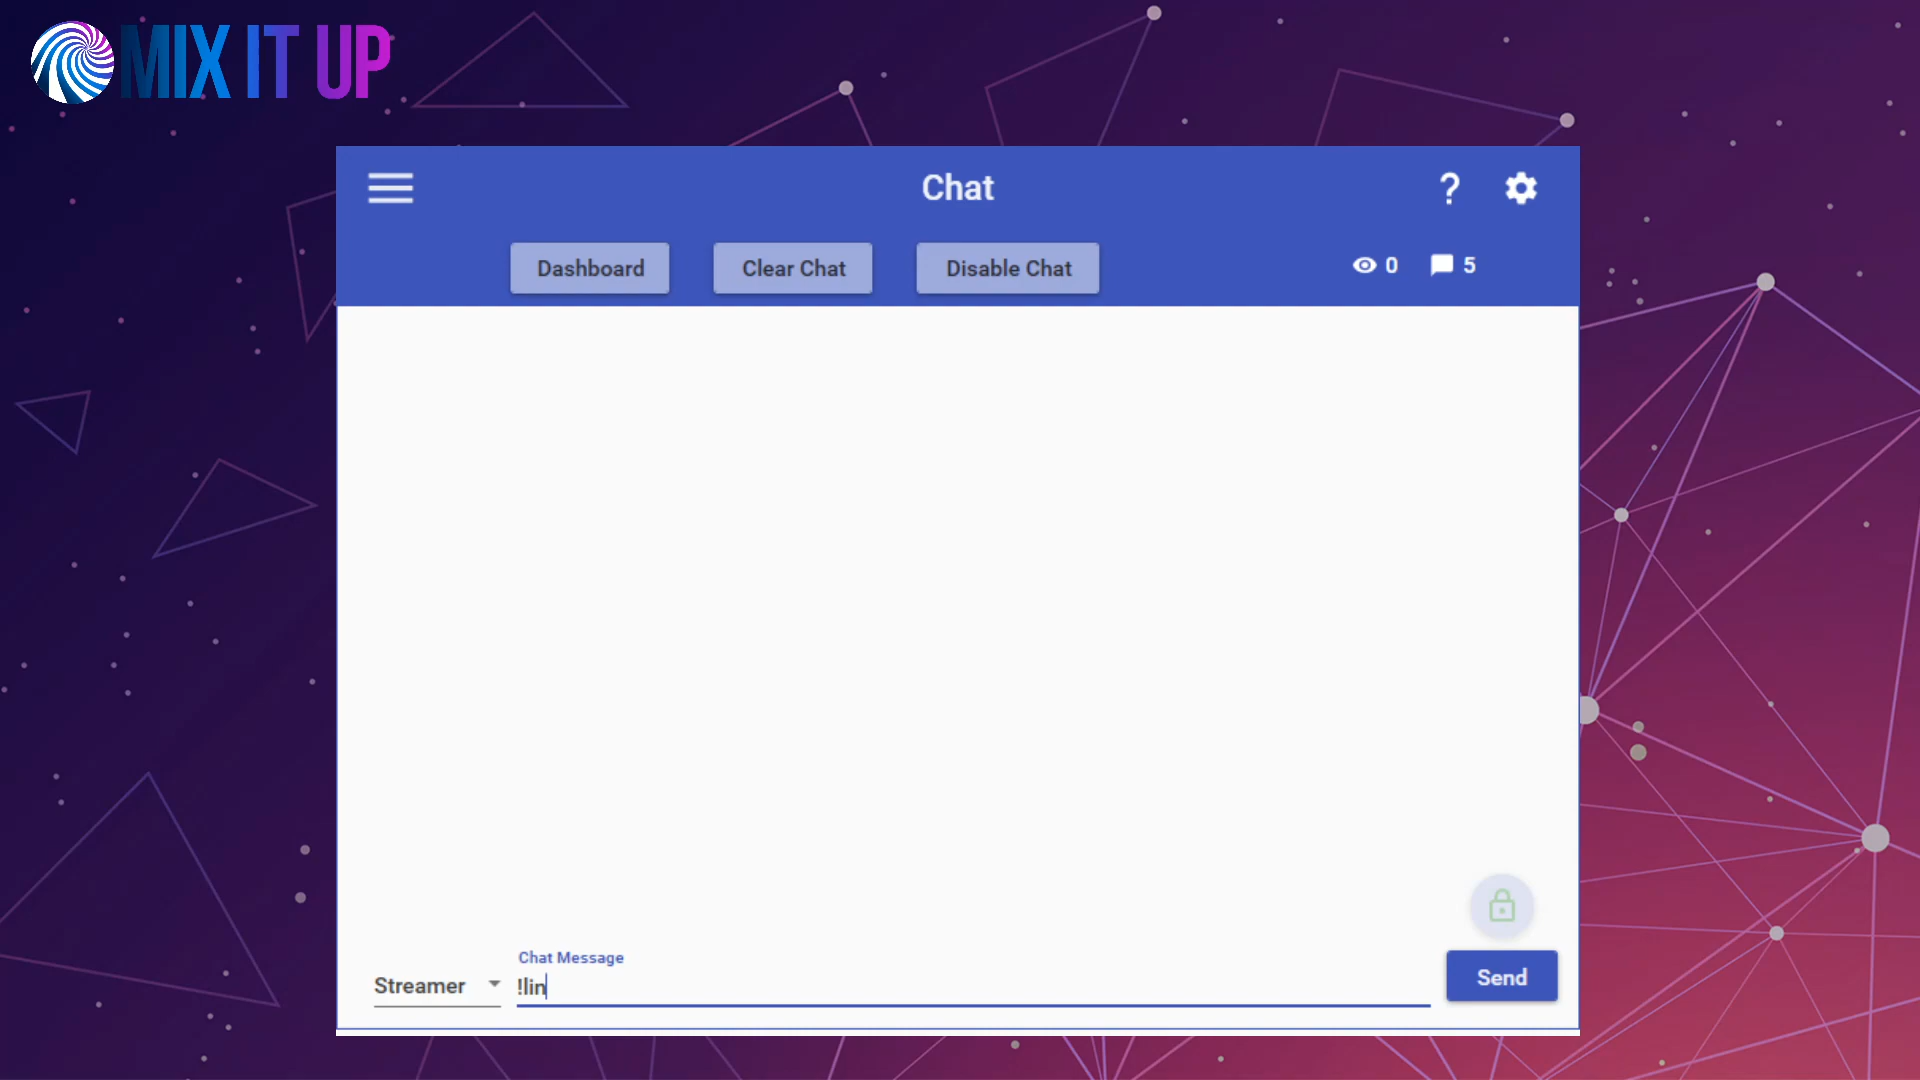 MIX IT UP
Chat
?
Dashboard
Clear Chat
Disable Chat
0
5
Chat Message
Streamer
!lin
Send